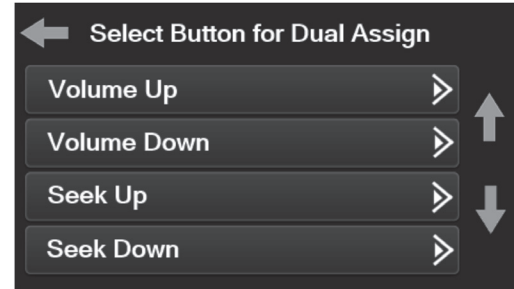 Select Button for Dual Assign
Volume Up
Volume Down
Seek Up
Seek Down